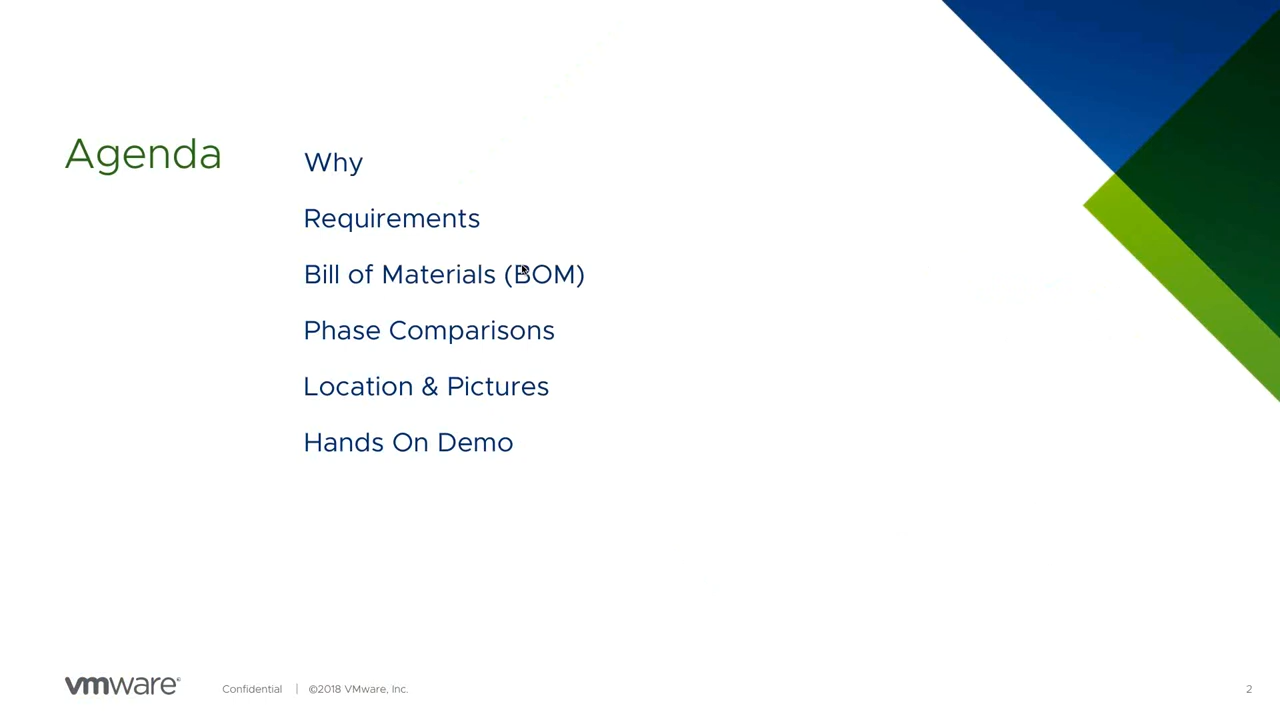 Agenda
Why
Requirements
Bill of Materials (BOM)
Phase Comparisons
Location & Pictures
Hands On Demo
vmware®
Confidential | ©2018 VMware, Inc.
2